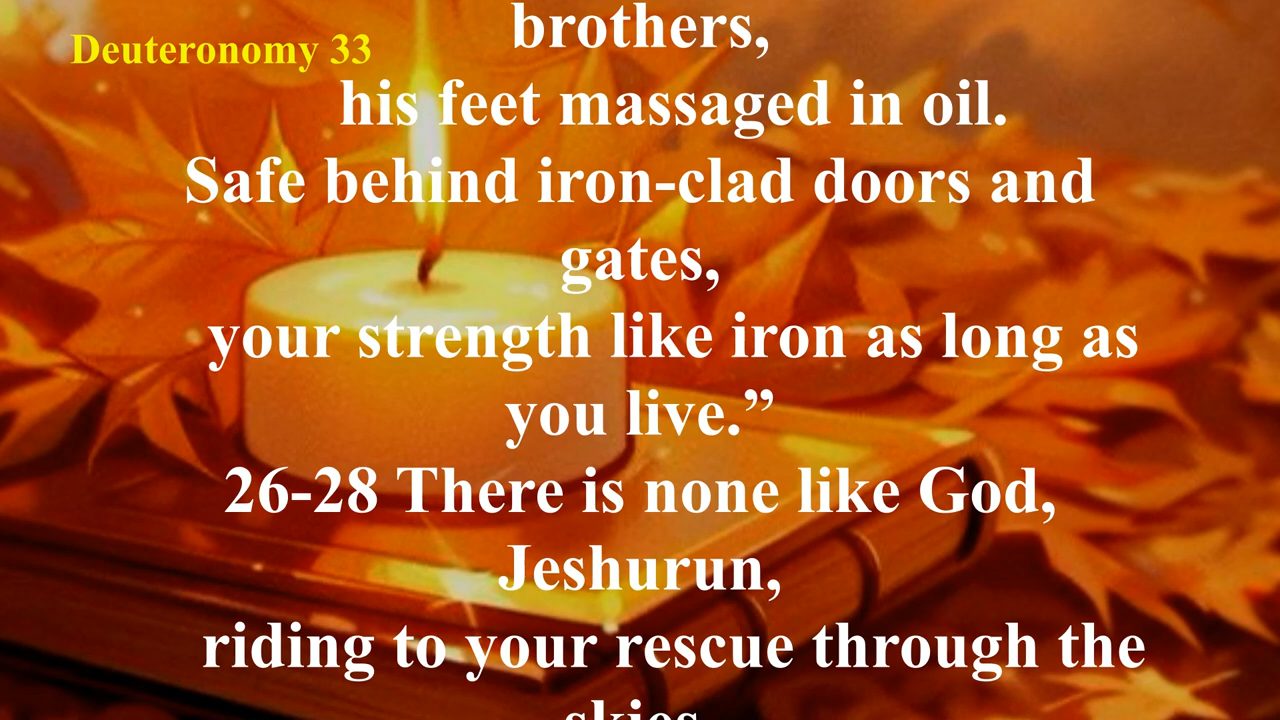 brothers,
Deuteronomy 33
his feet massaged in oil.
Safe behind iron-clad doors and
gates,
your strength like iron as long as
you live.”
26-28 There is none like God,
Jeshurun,
riding to your rescue through the
skies